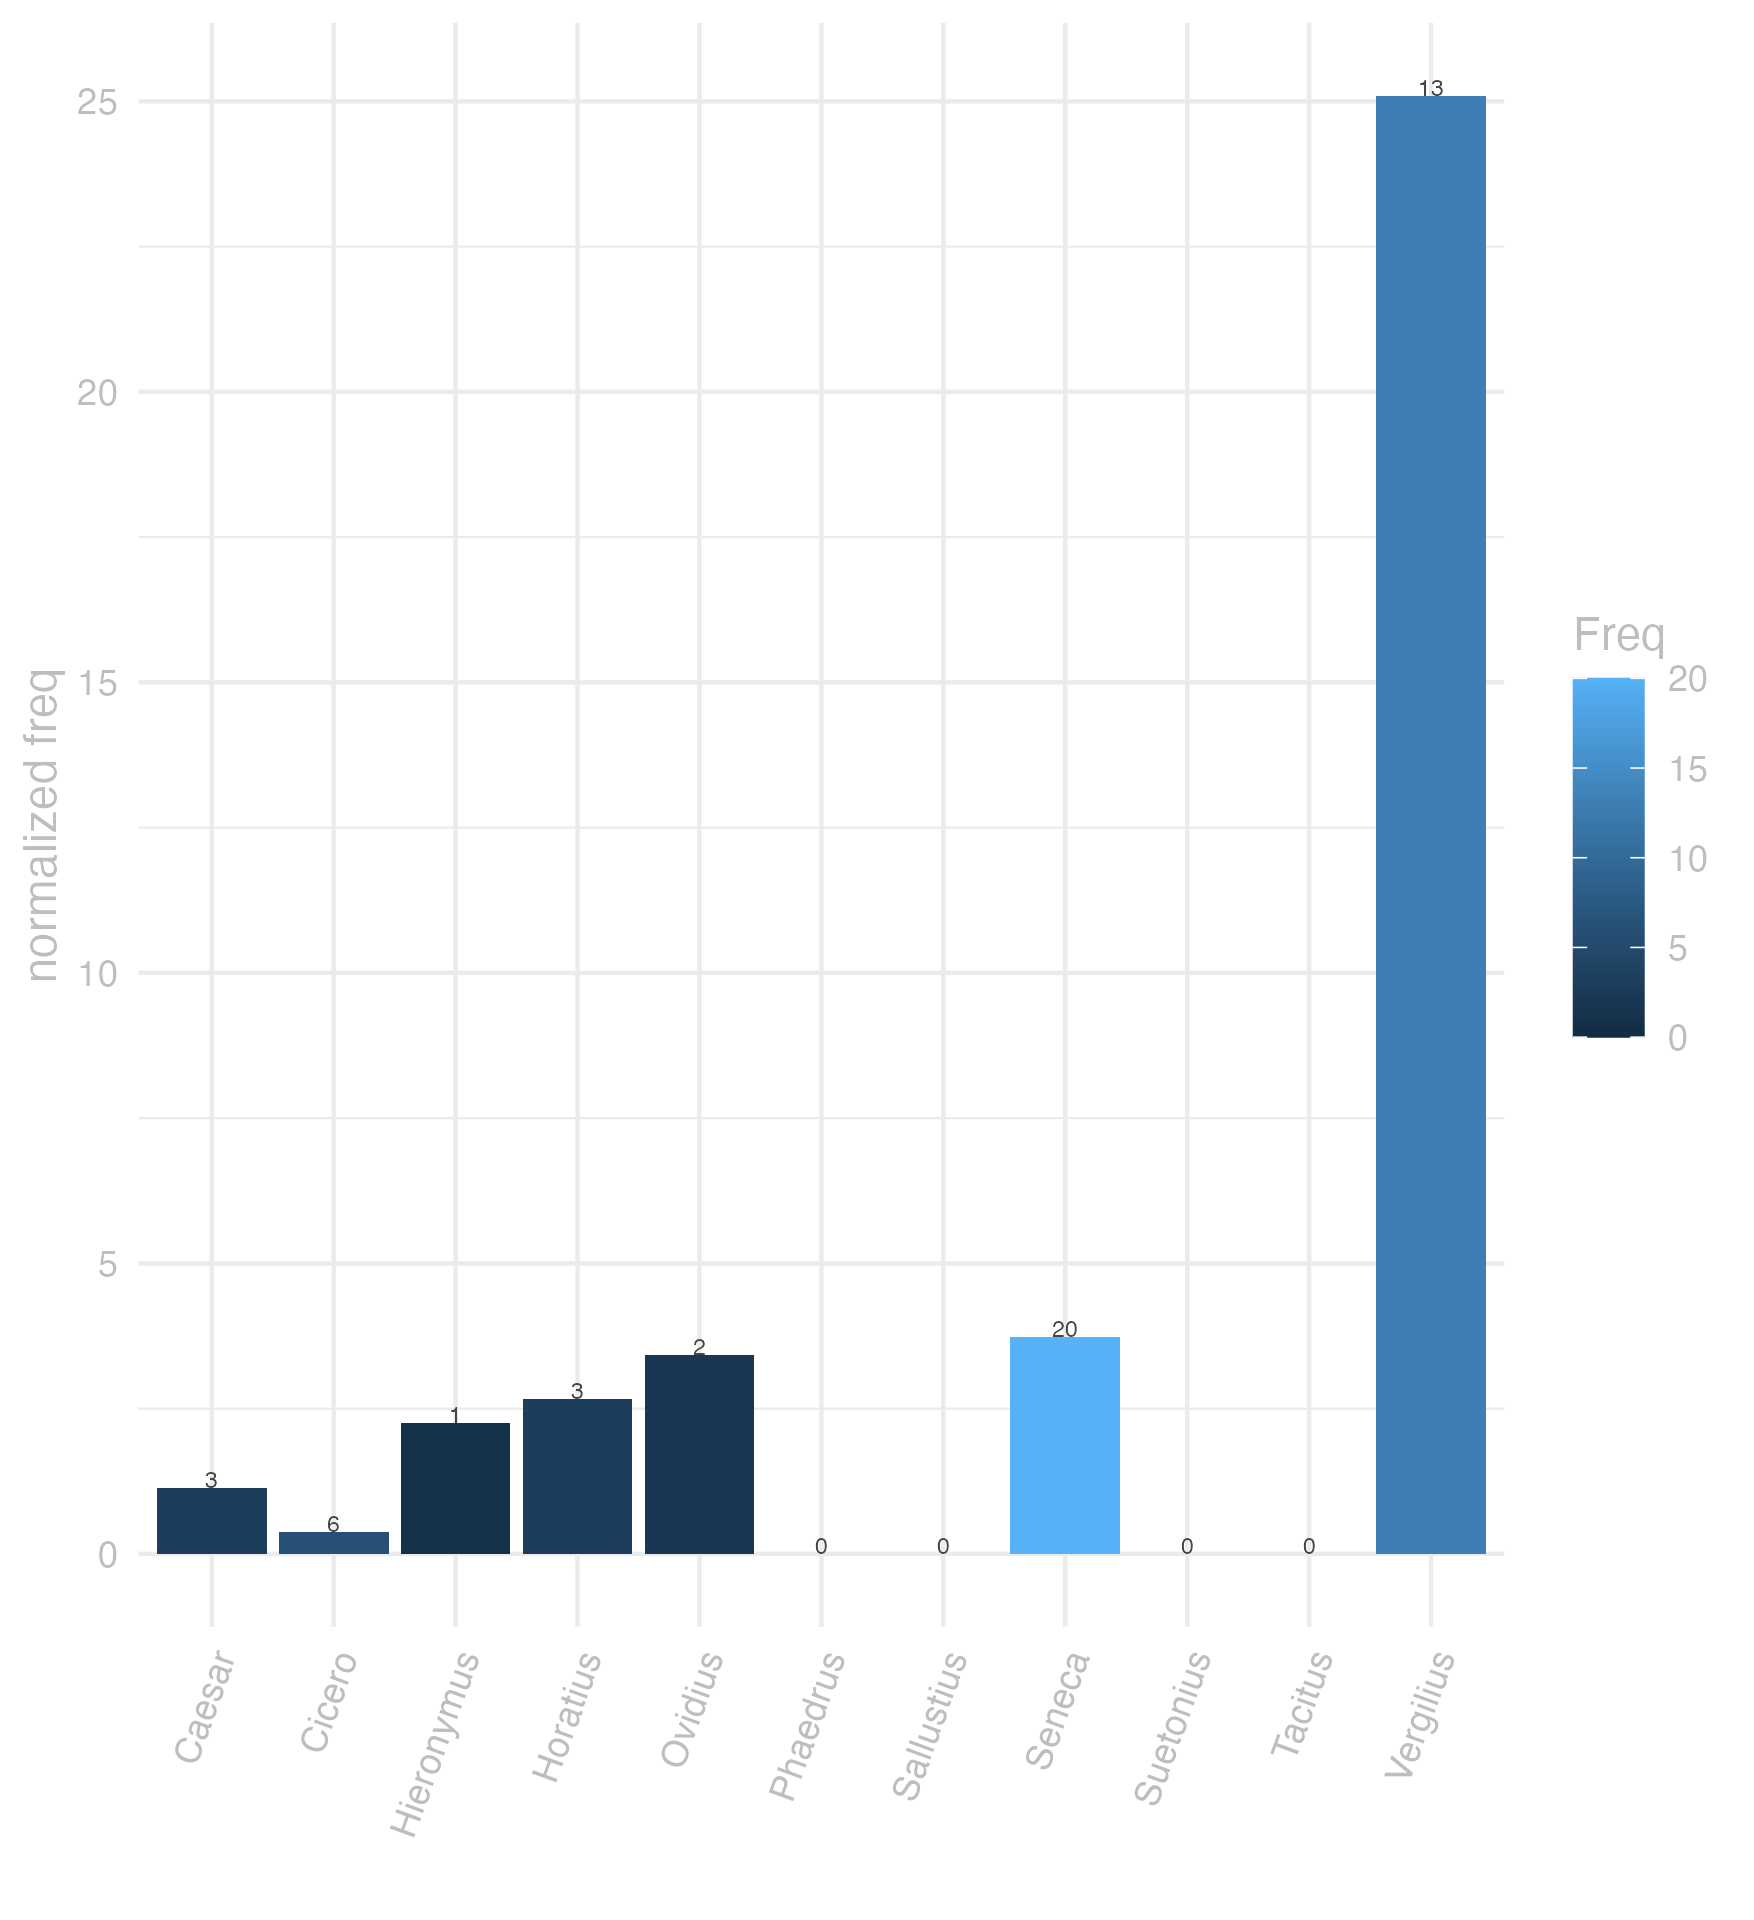 25
20
15
10
5
0
normalized freq
13
20
2
3
1
3
6
0
0
0
0
Caesar
Cicero
Hieronymus
Horatius
Ovidius
Phaedrus
Sallustius
Seneca
Suetonius
Tacitus
Vergilius
Freq
20
15
10
5
0